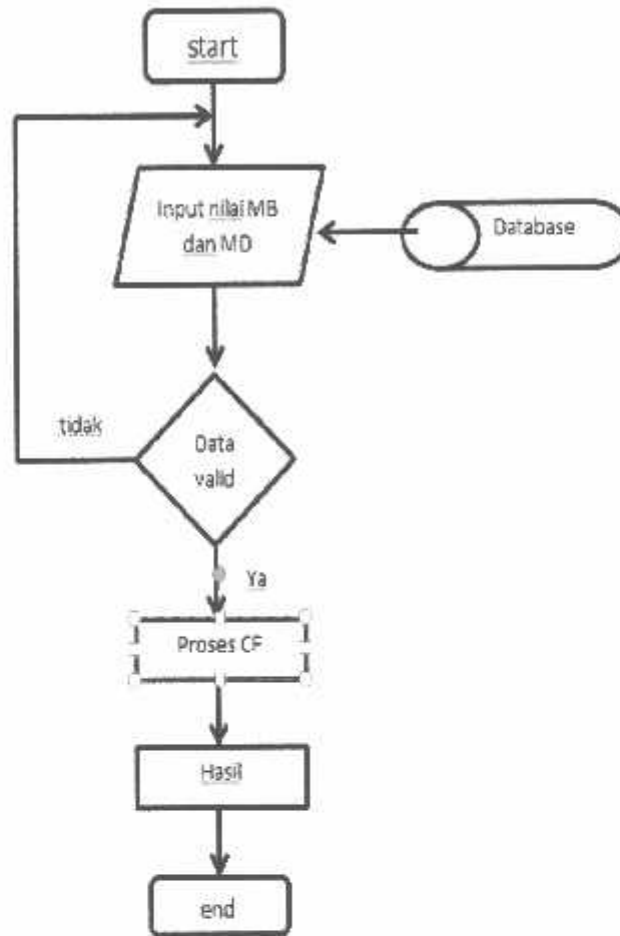 start
Input nilai MB
dan MD
Database
tidak
Data
valid
Ya
Proses CF
Hasil
end